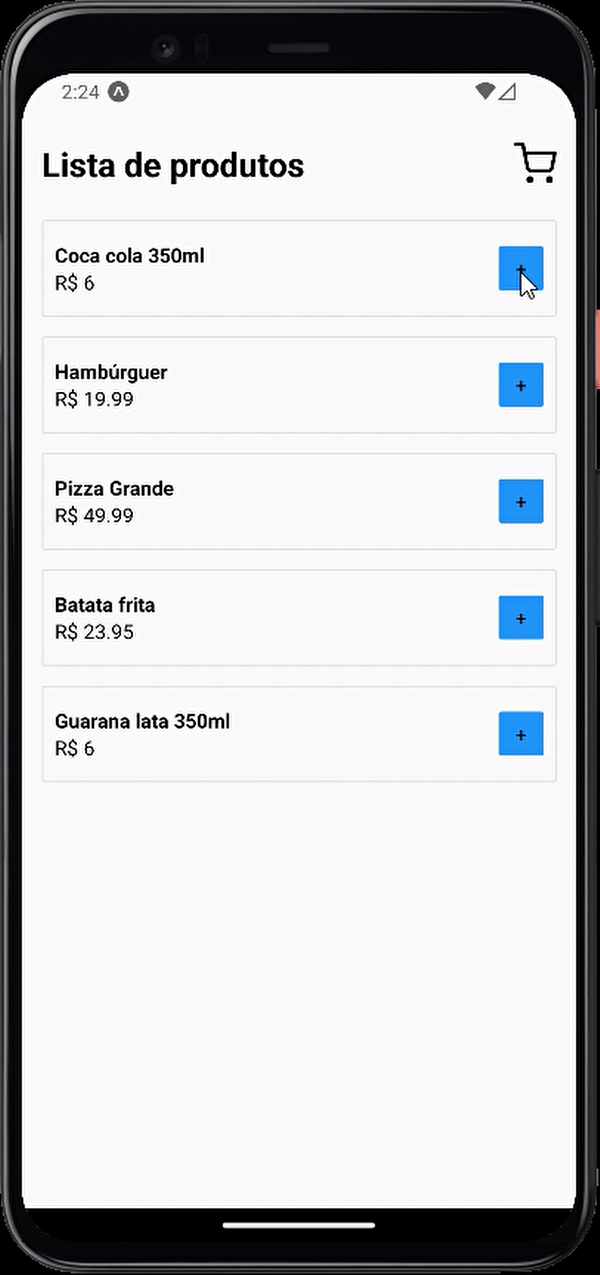 2:24
Lista de produtos
Coca cola 350ml
R$ 6
+
Hambúrguer
R$ 19.99
+
Pizza Grande
R$ 49.99
+
Batata frita
R$ 23.95
+
Guarana lata 350ml
R$ 6
+